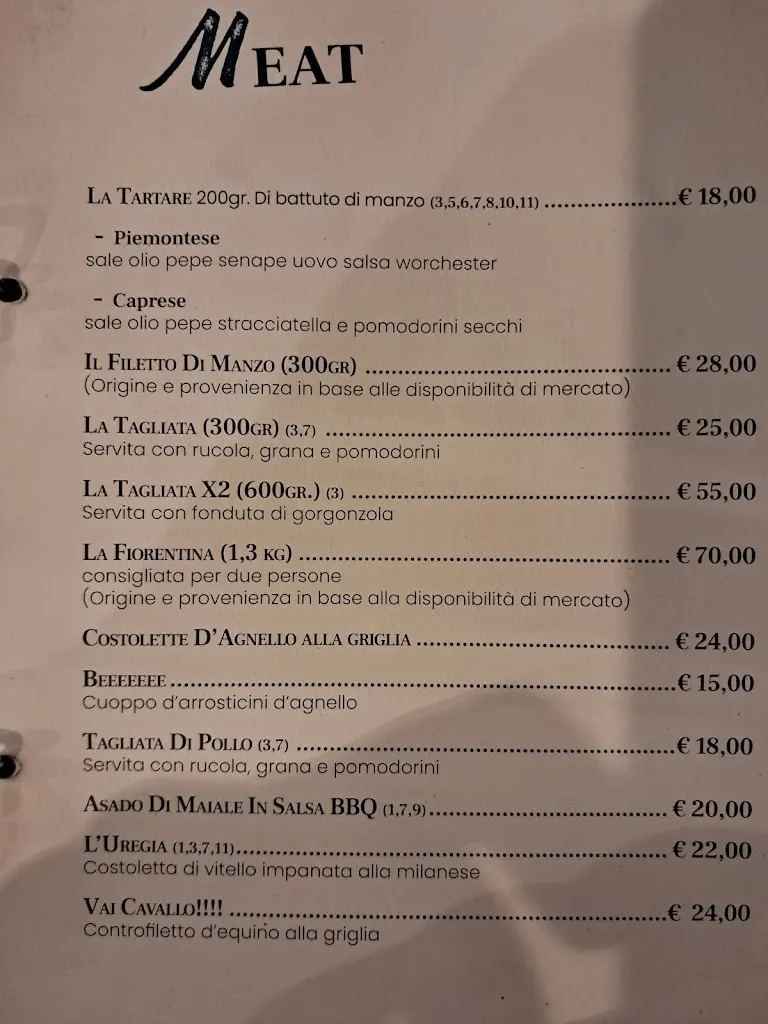 MEAT
LA TARTARE 200gr. Di battuto di manzo (3,5,6,7,8,10,11) ......................€ 18,00
- Piemontese
sale olio pepe senape uovo salsa worchester
- Caprese
sale olio pepe stracciatella e pomodorini secchi
IL FILETTO DI MANZO (300GR) .................................................. € 28,00
(Origine e provenienza in base alle disponibilità di mercato)
LA TAGLIATA (300GR) (3,7) ......................................................... € 25,00
Servita con rucola, grana e pomodorini
LA TAGLIATA X2 (600GR.) (3) ..................................................... € 55,00
Servita con fonduta di gorgonzola
LA FIORENTINA (1,3 KG) ............................................................. € 70,00
consigliata per due persone
(Origine e provenienza in base alla disponibilità di mercato)
COSTOLETTE D'AGNELLO ALLA GRIGLIA .......................................... € 24,00
BEEEEEEE ....................................................................................€ 15,00
Cuoppo d'arrosticini d'agnello
TAGLIATA DI POLLO (3,7) ...............................................................€ 18,00
Servita con rucola, grana e pomodorini
ASADO DI MAIALE IN SALSA BBQ (1,7,9)........................................ € 20,00
L'UREGIA (1,3,7,11)....................................................................... € 22,00
Costoletta di vitello impanata alla milanese
VAI CAVALLO!!!! .........................................................................€ 24,00
Controfiletto d'equino alla griglia